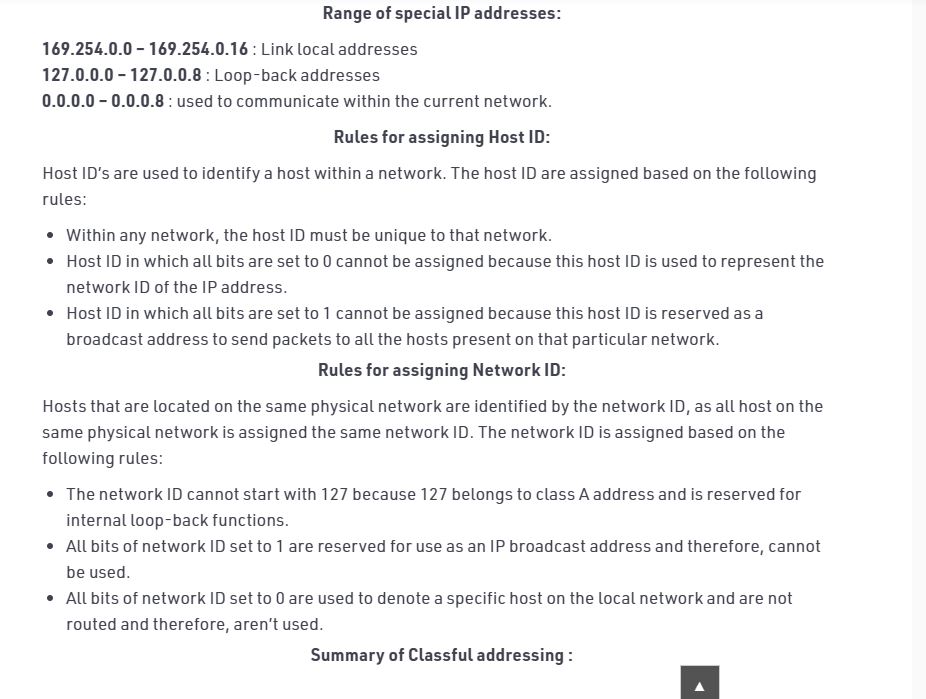 Range of special IP addresses:
169.254.0.0 – 169.254.0.16 : Link local addresses
127.0.0.0 – 127.0.0.8 : Loop-back addresses
0.0.0.0 – 0.0.0.8 : used to communicate within the current network.
Rules for assigning Host ID:
Host ID's are used to identify a host within a network. The host ID are assigned based on the following
rules:
• Within any network, the host ID must be unique to that network.
• Host ID in which all bits are set to 0 cannot be assigned because this host ID is used to represent the
network ID of the IP address.
• Host ID in which all bits are set to 1 cannot be assigned because this host ID is reserved as a
broadcast address to send packets to all the hosts present on that particular network.
Rules for assigning Network ID:
Hosts that are located on the same physical network are identified by the network ID, as all host on the
same physical network is assigned the same network ID. The network ID is assigned based on the
following rules:
• The network ID cannot start with 127 because 127 belongs to class A address and is reserved for
internal loop-back functions.
• All bits of network ID set to 1 are reserved for use as an IP broadcast address and therefore, cannot
be used.
• All bits of network ID set to 0 are used to denote a specific host on the local network and are not
routed and therefore, aren't used.
Summary of Classful addressing :